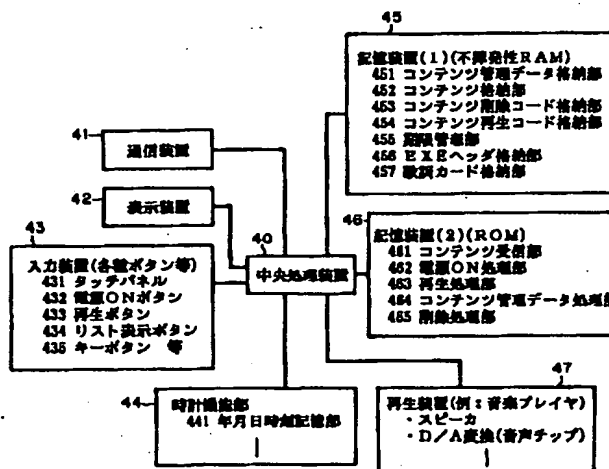 45
記憶装置(1)(不揮発性RAM)
451 コンテンツ管理データ格納部
452 コンテンツ格納部
453 コンテンツ削除コード格納部
454 コンテンツ再生コード格納部
455 期限管理部
456 EXEヘッダ格納部
457 歌詞カード格納部
41
通信装置
42
表示装置
43
入力装置(各種ボタン等)
431 タッチパネル
432 電源ONボタン
433 再生ボタン
434 リスト表示ボタン
435 キーボタン 等
40
中央処理装置
46
記憶装置(2)(ROM)
461 コンテンツ受信部
462 電源ON処理部
463 再生処理部
464 コンテンツ管理データ処理部
465 削除処理部
44
時計機能部
441 年月日時刻記憶部
47
再生装置(例:音楽プレイヤ)
・スピーカ
・D/A変換(音声チップ)